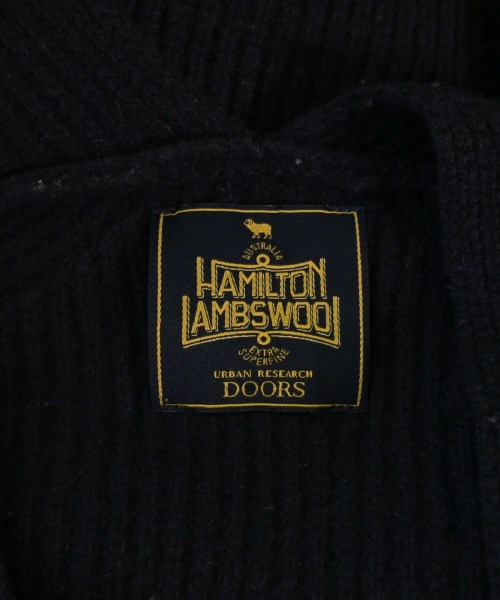 AUSTRALIA
HAMILTON
LAMBSWOOL
EXTRA
SUPERFINE
URBAN RESEARCH
DOORS